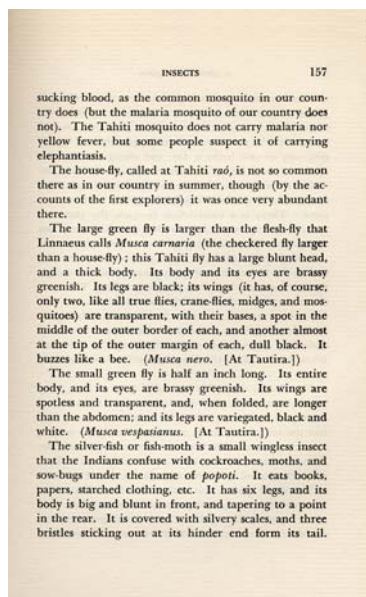 INSECTS 157
sucking blood, as the common mosquito in our coun-
try does (but the malaria mosquito of our country does
not). The Tahiti mosquito does not carry malaria nor
yellow fever, but some people suspect it of carrying
elephantiasis.
The house-fly, called at Tahiti raó, is not so common
there as in our country in summer, though (by the ac-
counts of the first explorers) it was once very abundant
there.
The large green fly is larger than the flesh-fly that
Linnaeus calls Musca carnaria (the checkered fly larger
than a house-fly); this Tahiti fly has a large blunt head,
and a thick body. Its body and its eyes are brassy
greenish. Its legs are black; its wings (it has, of course,
only two, like all true flies, crane-flies, midges, and mos-
quitoes) are transparent, with their bases, a spot in the
middle of the outer border of each, and another almost
at the tip of the outer margin of each, dull black. It
buzzes like a bee. (Musca nero. [At Tautira.])
The small green fly is half an inch long. Its entire
body, and its eyes, are brassy greenish. Its wings are
spotless and transparent, and, when folded, are longer
than the abdomen; and its legs are variegated, black and
white. (Musca vespasianus. [At Tautira.])
The silver-fish or fish-moth is a small wingless insect
that the Indians confuse with cockroaches, moths, and
sow-bugs under the name of popoti. It eats books,
papers, starched clothing, etc. It has six legs, and its
body is big and blunt in front, and tapering to a point
in the rear. It is covered with silvery scales, and three
bristles sticking out at its hinder end form its tail.